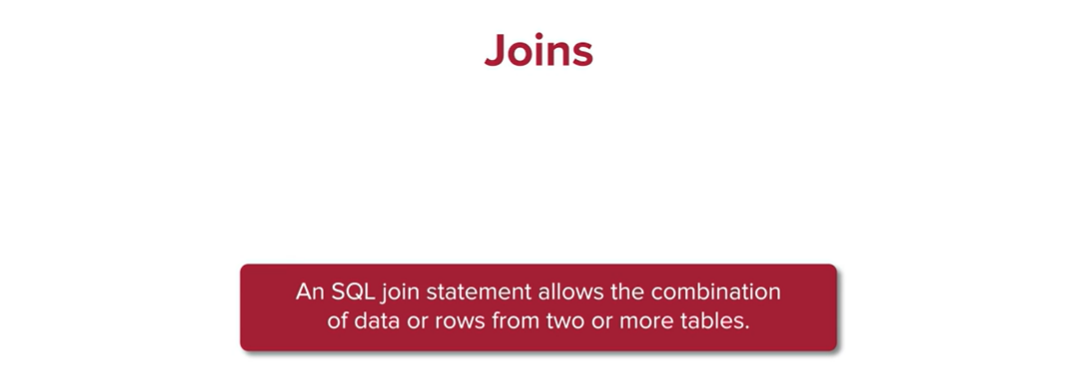 Joins
An SQL join statement allows the combination
of data or rows from two or more tables.